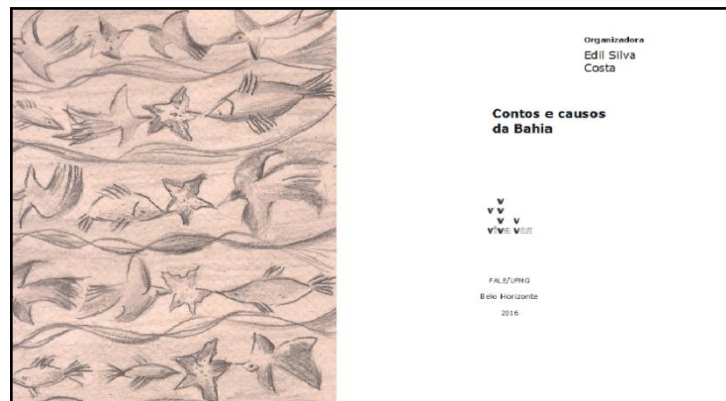 Organizadora
Edil Silva
Costa
Contos e causos
da Bahia
FALE/UFMG
Belo Horizonte
2016